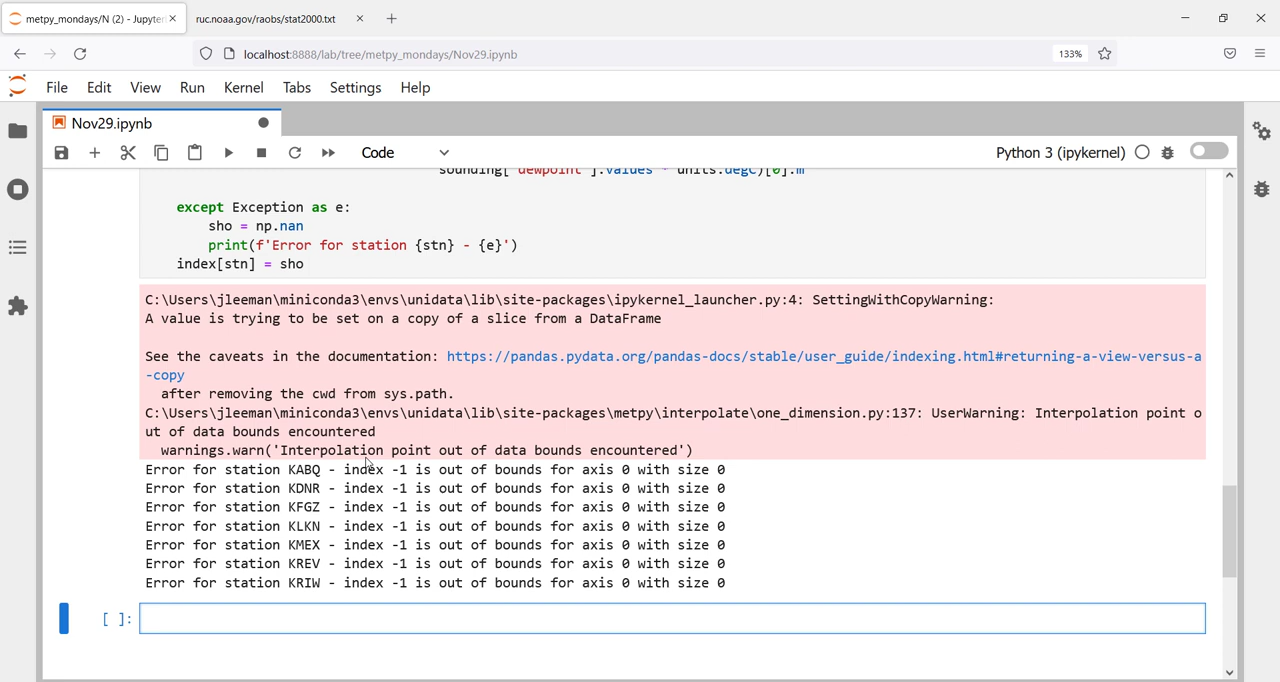 metpy_mondays/N (2) - Jupyter
ruc.noaa.gov/raobs/stat2000.txt
localhost:8888/lab/tree/metpy_mondays/Nov29.ipynb
133%
File Edit View Run Kernel Tabs Settings Help
Nov29.ipynb
Code
Python 3 (ipykernel)
sounding['dewpoint'].values * units.degC)[0].m
except Exception as e:
sho = np.nan
print(f'Error for station {stn} - {e}')
index[stn] = sho
C:\Users\jleeman\miniconda3\envs\unidata\lib\site-packages\ipykernel_launcher.py:4: SettingWithCopyWarning:
A value is trying to be set on a copy of a slice from a DataFrame
See the caveats in the documentation: https://pandas.pydata.org/pandas-docs/stable/user_guide/indexing.html#returning-a-view-versus-a
-copy
after removing the cwd from sys.path.
C:\Users\jleeman\miniconda3\envs\unidata\lib\site-packages\metpy\interpolate\one_dimension.py:137: UserWarning: Interpolation point o
ut of data bounds encountered
warnings.warn('Interpolation point out of data bounds encountered')
Error for station KABQ - index -1 is out of bounds for axis 0 with size 0
Error for station KDNR - index -1 is out of bounds for axis 0 with size 0
Error for station KFGZ - index -1 is out of bounds for axis 0 with size 0
Error for station KLKN - index -1 is out of bounds for axis 0 with size 0
Error for station KMEX - index -1 is out of bounds for axis 0 with size 0
Error for station KREV - index -1 is out of bounds for axis 0 with size 0
Error for station KRIW - index -1 is out of bounds for axis 0 with size 0
[ ]: